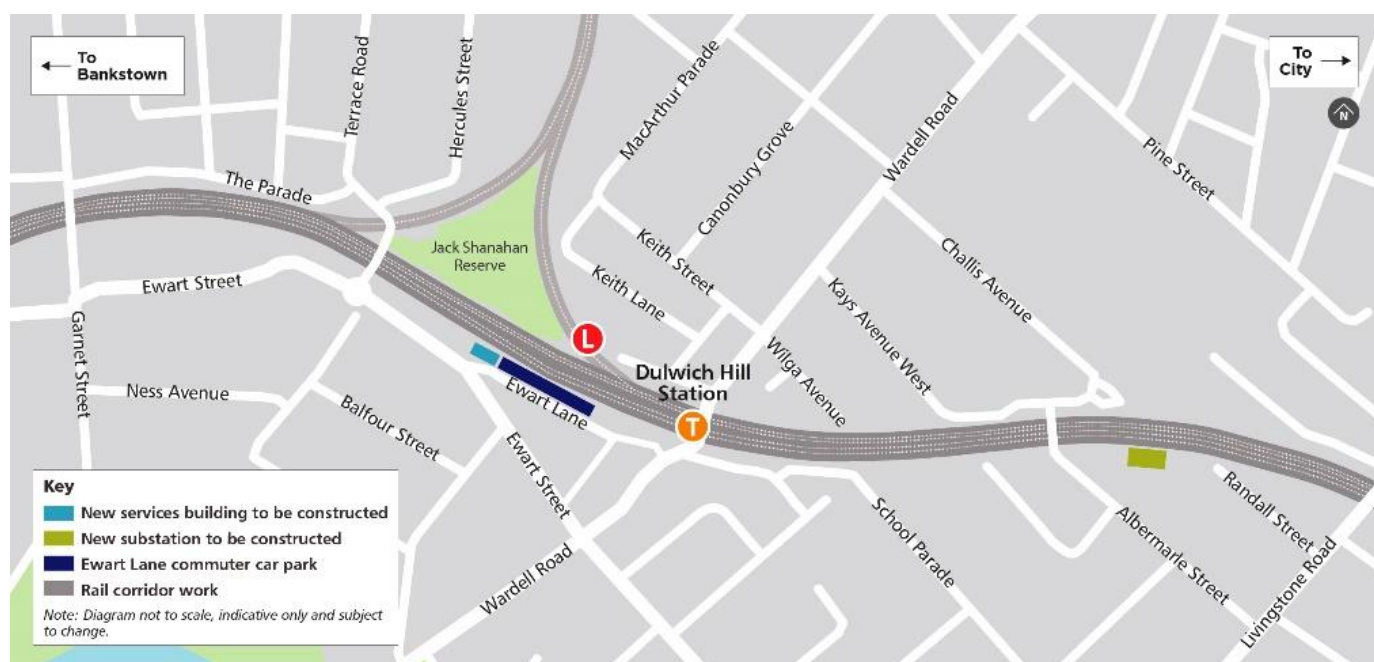 To
Bankstown
To
City
N
Terrace Road
Hercules Street
MacArthur Parade
Canonbury Grove
Wardell Road
Pine Street
The Parade
Jack Shanahan
Reserve
Keith Street
Keith Lane
Challis Avenue
Kays Avenue West
Wilga Avenue
Ewart Street
Garnet Street
L
Dulwich Hill
Station
T
Ness Avenue
Balfour Street
Ewart Lane
Ewart Street
Wardell Road
School Parade
Albermarle Street
Randall Street
Livingstone Road
Key
New services building to be constructed
New substation to be constructed
Ewart Lane commuter car park
Rail corridor work
Note: Diagram not to scale, indicative only and subject
to change.